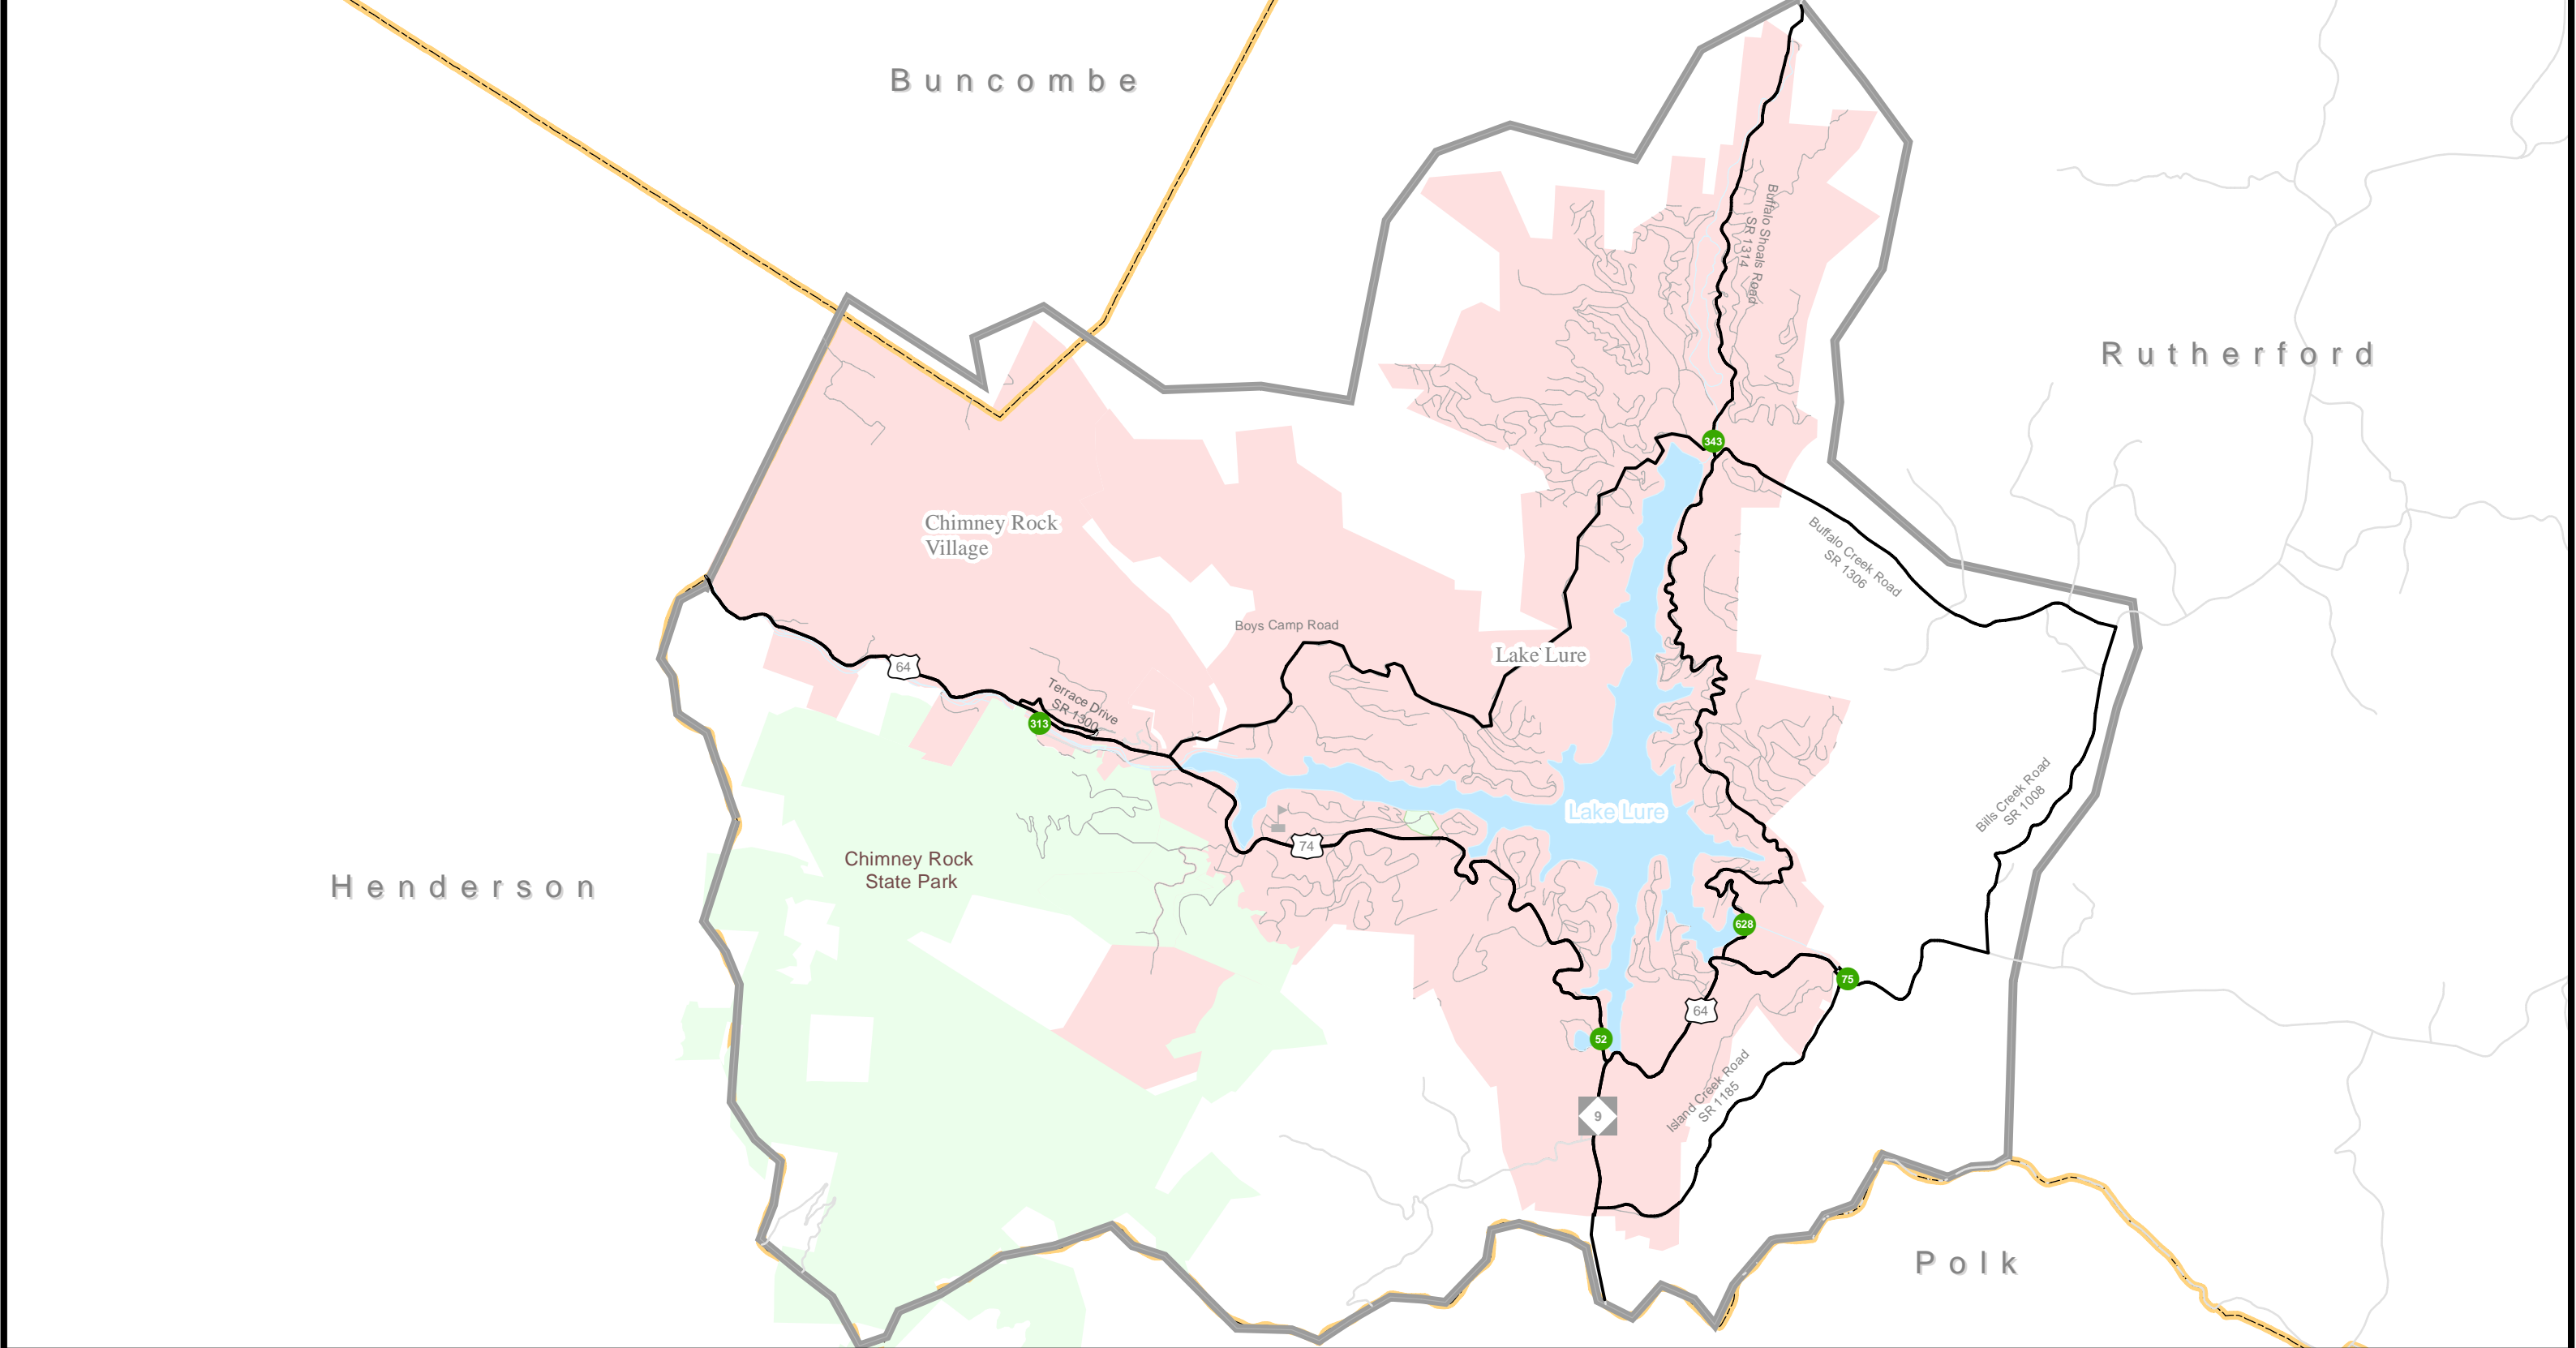 Buncombe
Buffalo Shoals Road
SR 1314
Rutherford
343
Chimney Rock
Village
Buffalo Creek Road
SR 1306
Boys Camp Road
Lake Lure
64
Terrace Drive
SR 1300
313
Bills Creek Road
SR 1008
Lake Lure
74
Chimney Rock
State Park
Henderson
628
75
64
52
Island Creek Road
SR 1185
9
Polk